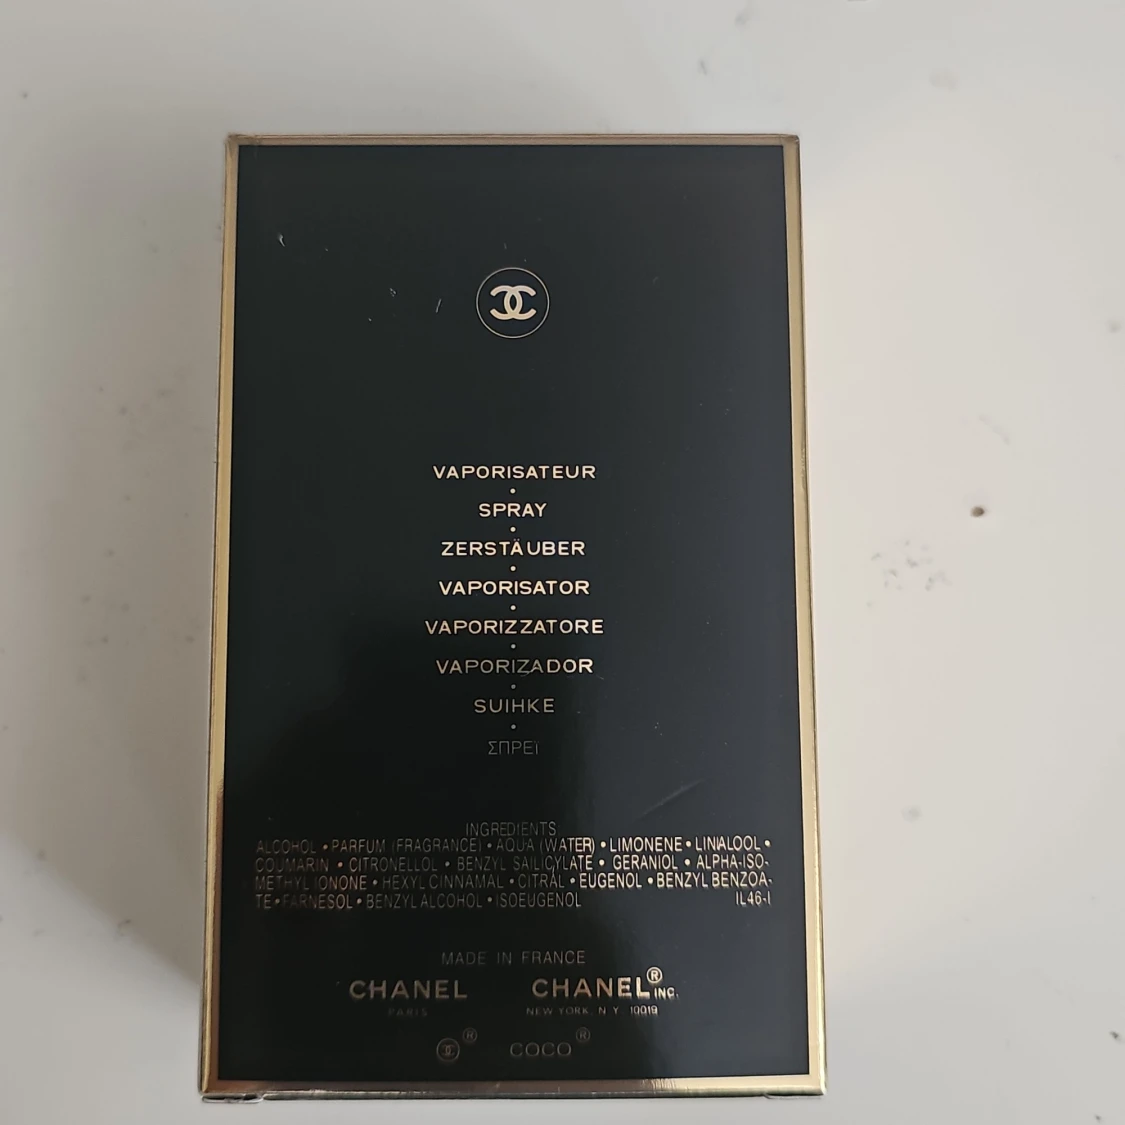 VAPORISATEUR
•
SPRAY
•
ZERSTÄUBER
•
VAPORISATOR
•
VAPORIZZATORE
•
VAPORIZADOR
•
SUIHKE
•
ΣΠΡΕΪ
INGREDIENTS
ALCOHOL • PARFUM (FRAGRANCE) • AQUA (WATER) • LIMONENE • LINALOOL •
COUMARIN • CITRONELLOL • BENZYL SAILICYLATE • GERANIOL • ALPHA-ISO-
METHYL IONONE • HEXYL CINNAMAL • CITRAL • EUGENOL • BENZYL BENZOA-
TE • FARNESOL • BENZYL ALCOHOL • ISOEUGENOL IL46-I
MADE IN FRANCE
CHANEL CHANEL® INC.
PARIS NEW YORK, N.Y. 10019
® COCO®